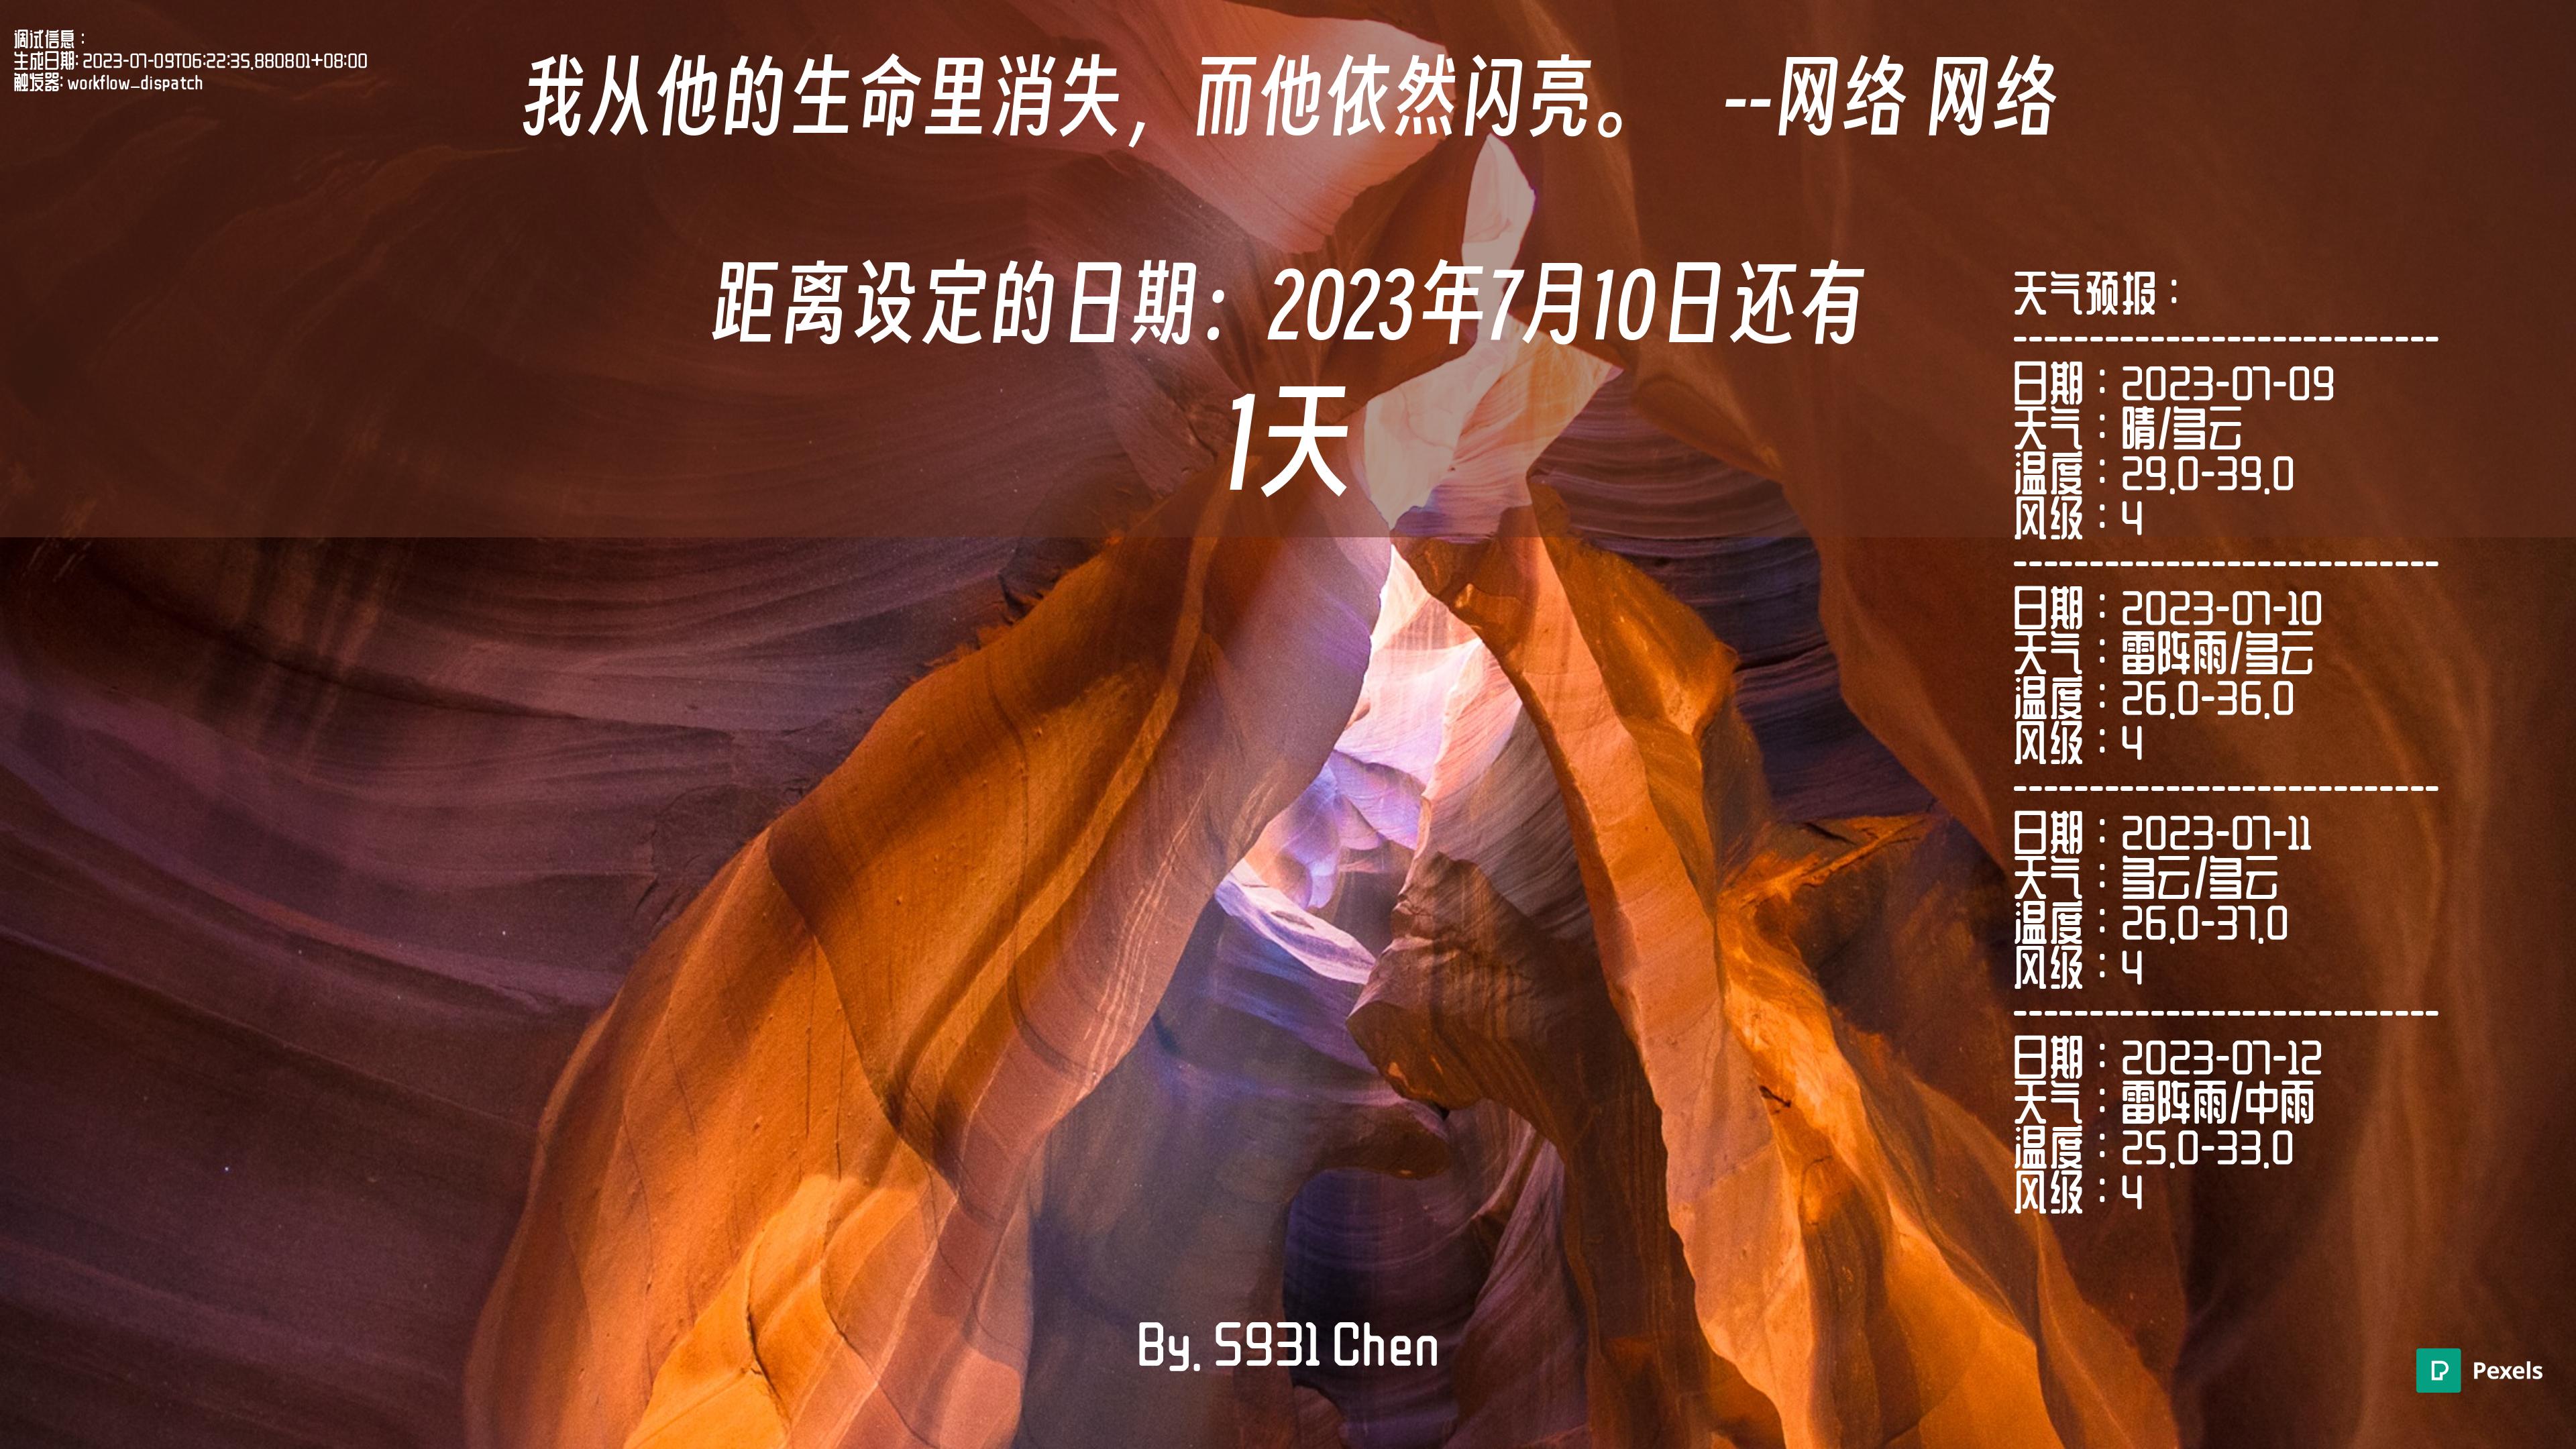 调试信息：
生成日期: 2023-07-09T06:22:35.880801+08:00
触发器: workflow_dispatch
我从他的生命里消失，而他依然闪亮。 --网络 网络
距离设定的日期：2023年7月10日还有
1天
天气预报：
----------------------------
日期：2023-07-09
天气：晴/多云
温度：29.0-39.0
风级：4
----------------------------
日期：2023-07-10
天气：雷阵雨/多云
温度：26.0-36.0
风级：4
----------------------------
日期：2023-07-11
天气：多云/多云
温度：26.0-37.0
风级：4
----------------------------
日期：2023-07-12
天气：雷阵雨/中雨
温度：25.0-33.0
风级：4
By. S931 Chen
Pexels